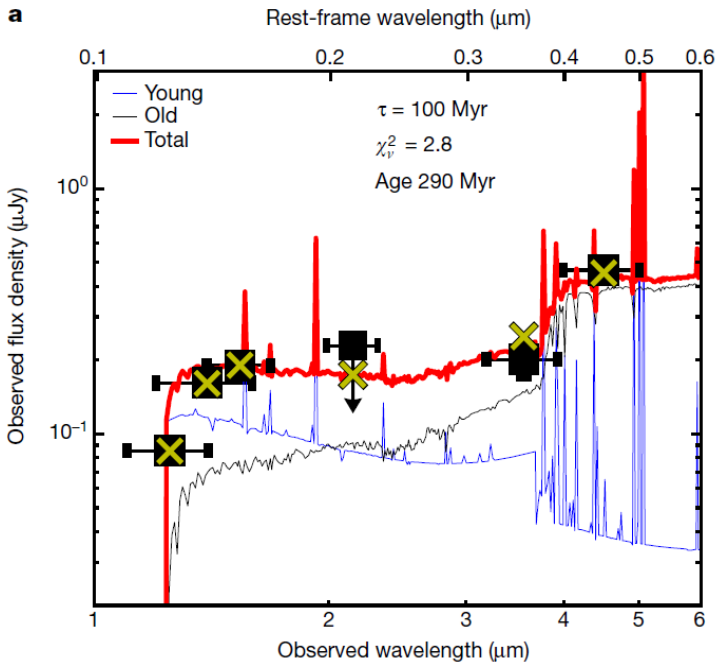 a
Rest-frame wavelength (μm)
0.1 0.2 0.3 0.4 0.5 0.6
Young
Old
Total
τ = 100 Myr
χ²ᵥ = 2.8
Age 290 Myr
Observed flux density (μJy)
10⁰
10⁻¹
1 2 3 4 5 6
Observed wavelength (μm)